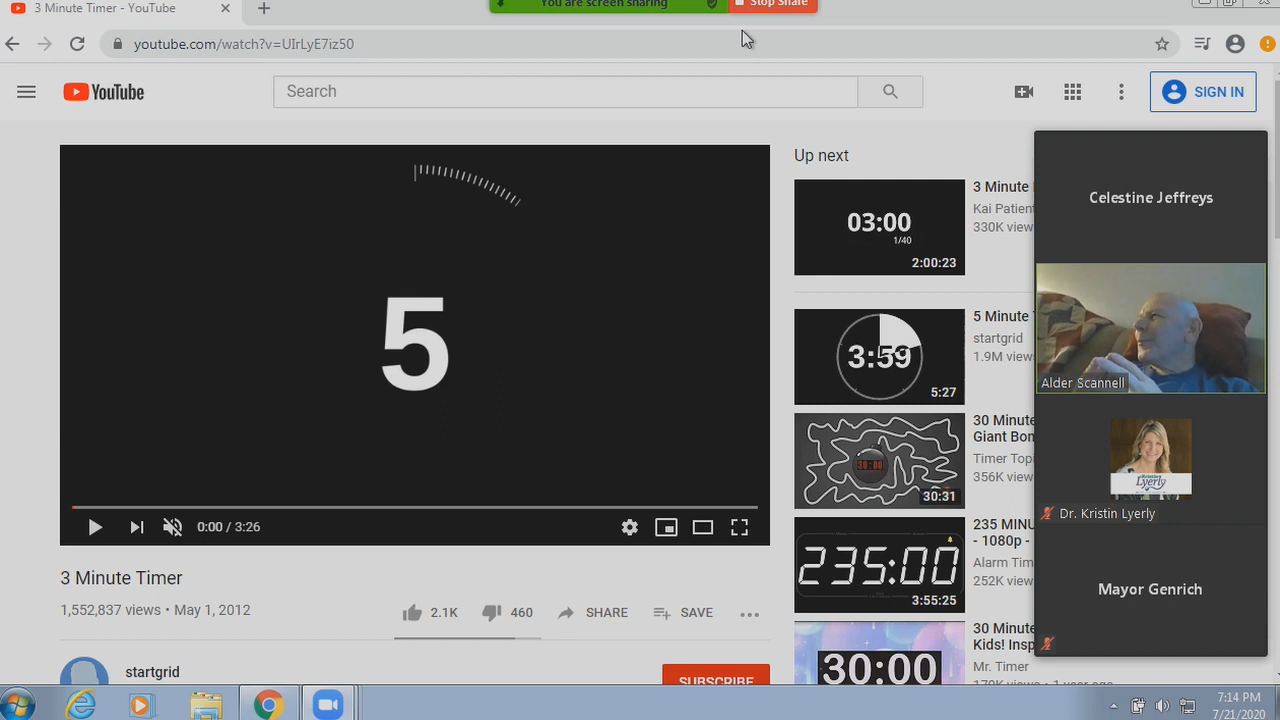 3 Minute Timer - YouTube
You are screen sharing
Stop Share
youtube.com/watch?v=UIrLyE7iz50
YouTube
Search
SIGN IN
5
0:00 / 3:26
3 Minute Timer
1,552,837 views • May 1, 2012
2.1K
460
SHARE
SAVE
startgrid
SUBSCRIBE
Up next
03:00
1/40
2:00:23
3 Minute
Kai Patient
330K view
3:59
5:27
5 Minute
startgrid
1.9M view
30:00
30:31
30 Minute
Giant Bon
Timer Topi
356K view
235:00
3:55:25
235 MINU
- 1080p -
Alarm Tim
252K view
30:00
30 Minute
Kids! Insp
Mr. Timer
Celestine Jeffreys
Alder Scannell
Kristin
Lyerly
Dr. Kristin Lyerly
Mayor Genrich
7:14 PM
7/21/2020